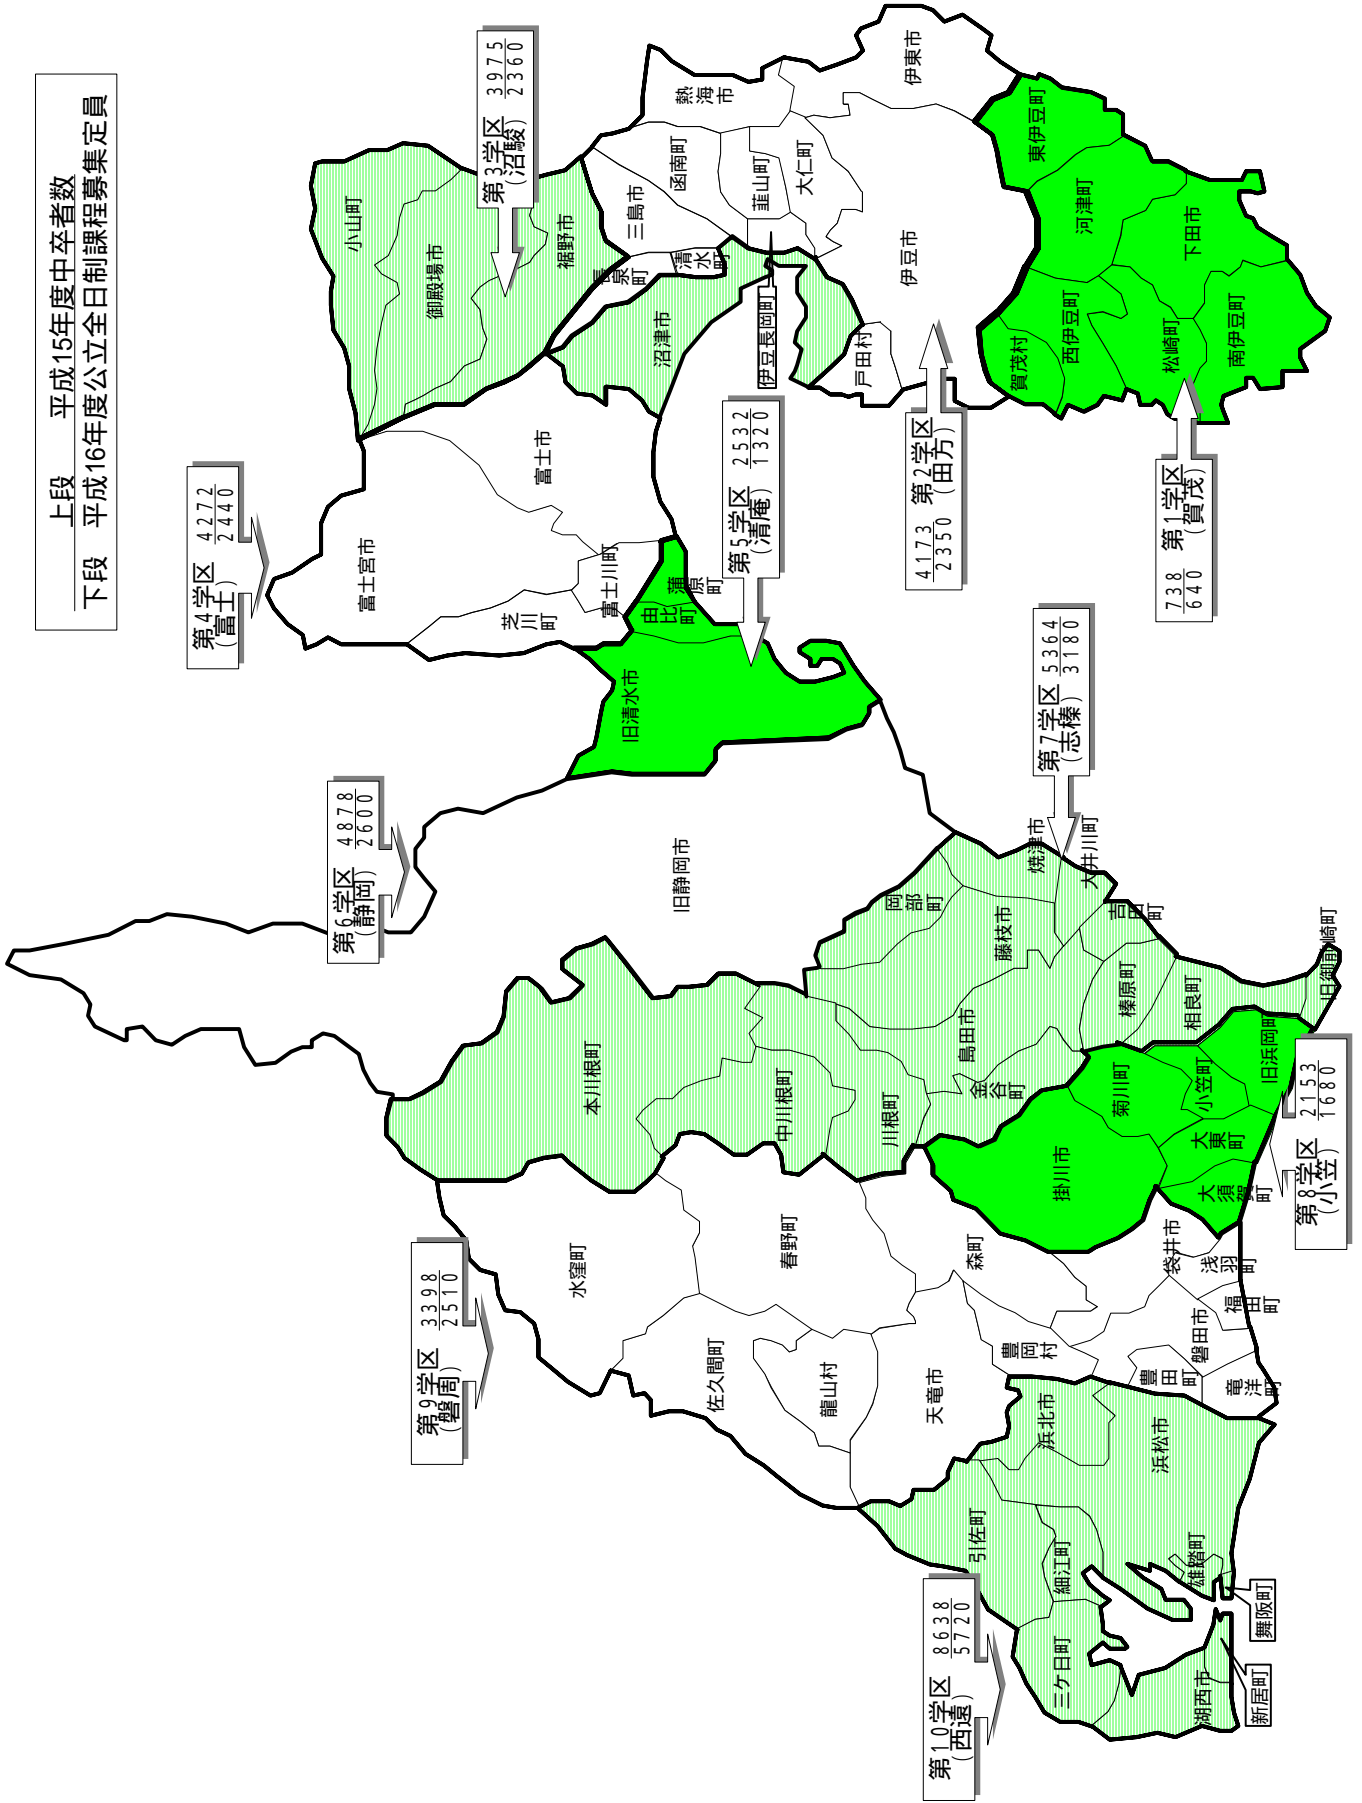 上段　平成15年度中卒者数
下段　平成16年度公立全日制課程募集定員
第4学区
(富士)
4272
2440
第3学区
(沼駿)
3975
2360
第6学区
(静岡)
4878
2600
第5学区
(清庵)
2532
1320
4173
2350
第2学区
(田方)
738
640
第1学区
(賀茂)
第7学区
(志榛)
5364
3180
第9学区
(磐周)
3398
2510
第8学区
(小笠)
2153
1680
第10学区
(西遠)
8638
5720
小山町
御殿場市
裾野市
長泉町
清水町
沼津市
三島市
函南町
熱海市
韮山町
大仁町
伊豆長岡町
伊東市
伊豆市
戸田村
東伊豆町
河津町
下田市
賀茂村
西伊豆町
松崎町
南伊豆町
富士市
富士宮市
芝川町
富士川町
蒲原町
由比町
旧清水市
旧静岡市
岡部町
焼津市
大井川町
藤枝市
吉田町
榛原町
相良町
旧御前崎町
島田市
金谷町
本川根町
中川根町
川根町
菊川町
小笠町
旧浜岡町
掛川市
大東町
大須賀町
水窪町
春野町
森町
袋井市
浅羽町
福田町
佐久間町
龍山村
天竜市
豊岡村
磐田市
豊田町
竜洋町
浜北市
浜松市
引佐町
細江町
三ケ日町
雄踏町
舞阪町
湖西市
新居町